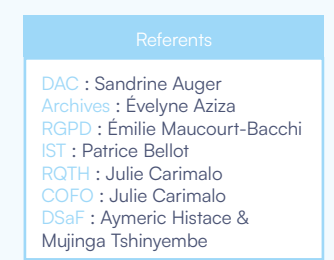 Referents
DAC : Sandrine Auger
Archives : Évelyne Aziza
RGPD : Émilie Maucourt-Bacchi
IST : Patrice Bellot
RQTH : Julie Carimalo
COFO : Julie Carimalo
DSaF : Aymeric Histace &
Mujinga Tshinyembe